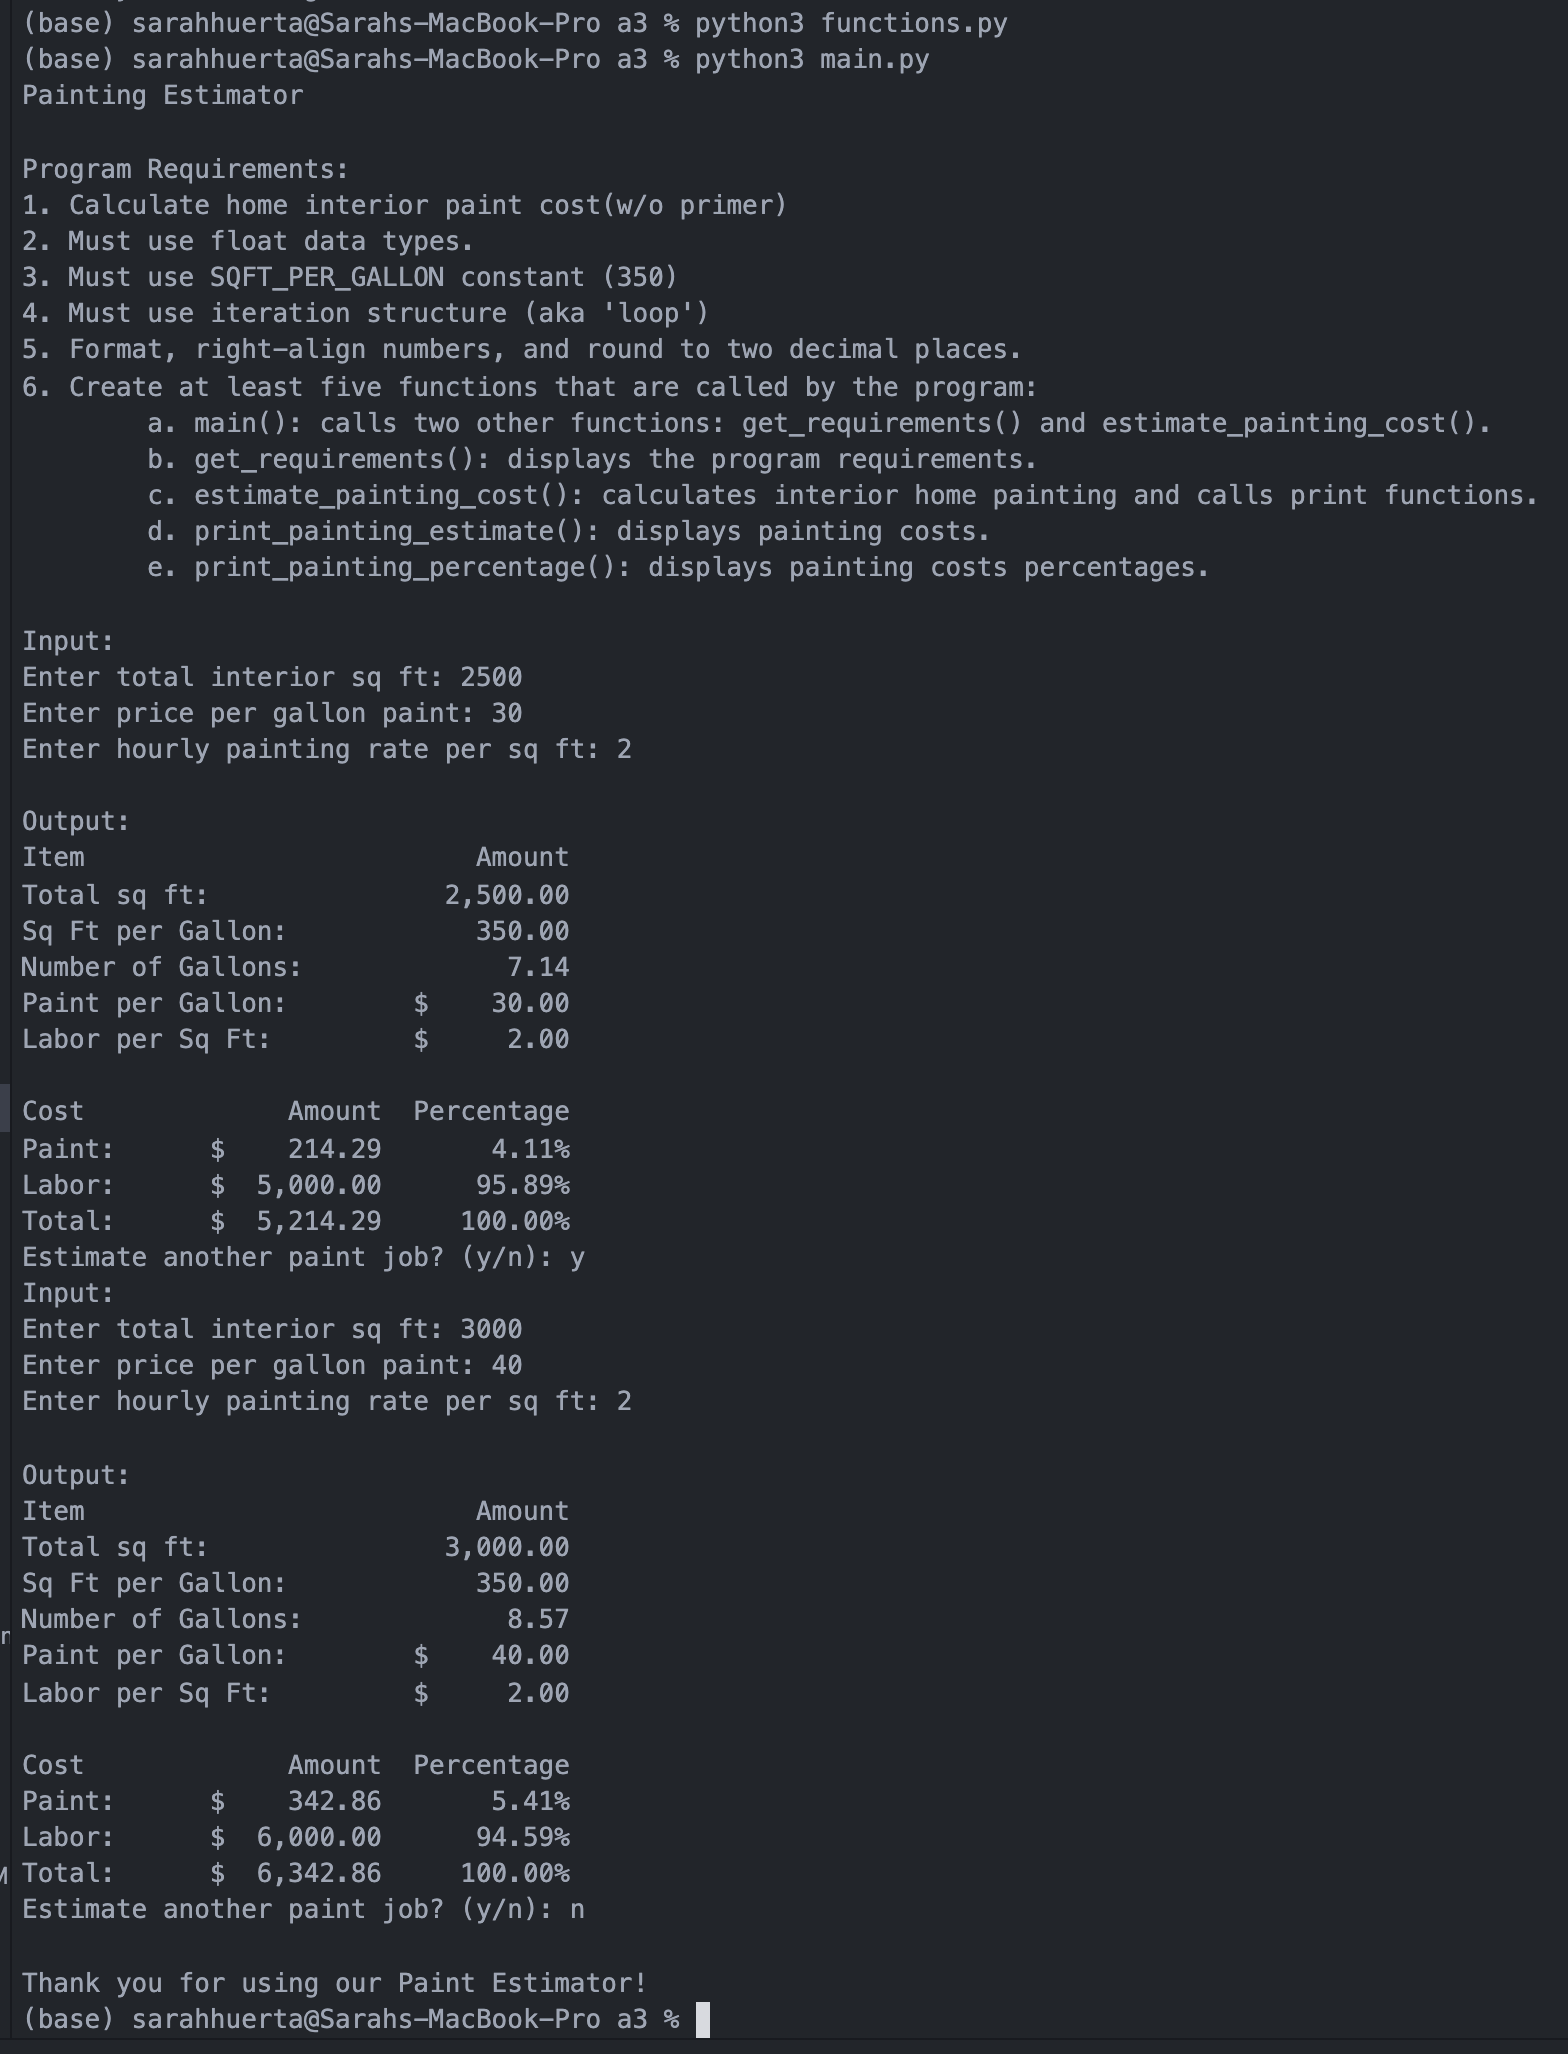 (base) sarahhuerta@Sarahs-MacBook-Pro a3 % python3 functions.py
(base) sarahhuerta@Sarahs-MacBook-Pro a3 % python3 main.py
Painting Estimator

Program Requirements:
1. Calculate home interior paint cost(w/o primer)
2. Must use float data types.
3. Must use SQFT_PER_GALLON constant (350)
4. Must use iteration structure (aka 'loop')
5. Format, right-align numbers, and round to two decimal places.
6. Create at least five functions that are called by the program:
        a. main(): calls two other functions: get_requirements() and estimate_painting_cost().
        b. get_requirements(): displays the program requirements.
        c. estimate_painting_cost(): calculates interior home painting and calls print functions.
        d. print_painting_estimate(): displays painting costs.
        e. print_painting_percentage(): displays painting costs percentages.

Input:
Enter total interior sq ft: 2500
Enter price per gallon paint: 30
Enter hourly painting rate per sq ft: 2

Output:
Item                         Amount
Total sq ft:               2,500.00
Sq Ft per Gallon:            350.00
Number of Gallons:             7.14
Paint per Gallon:        $    30.00
Labor per Sq Ft:         $     2.00

Cost             Amount  Percentage
Paint:      $    214.29       4.11%
Labor:      $  5,000.00      95.89%
Total:      $  5,214.29     100.00%
Estimate another paint job? (y/n): y
Input:
Enter total interior sq ft: 3000
Enter price per gallon paint: 40
Enter hourly painting rate per sq ft: 2

Output:
Item                         Amount
Total sq ft:               3,000.00
Sq Ft per Gallon:            350.00
Number of Gallons:             8.57
Paint per Gallon:        $    40.00
Labor per Sq Ft:         $     2.00

Cost             Amount  Percentage
Paint:      $    342.86       5.41%
Labor:      $  6,000.00      94.59%
Total:      $  6,342.86     100.00%
Estimate another paint job? (y/n): n

Thank you for using our Paint Estimator!
(base) sarahhuerta@Sarahs-MacBook-Pro a3 %